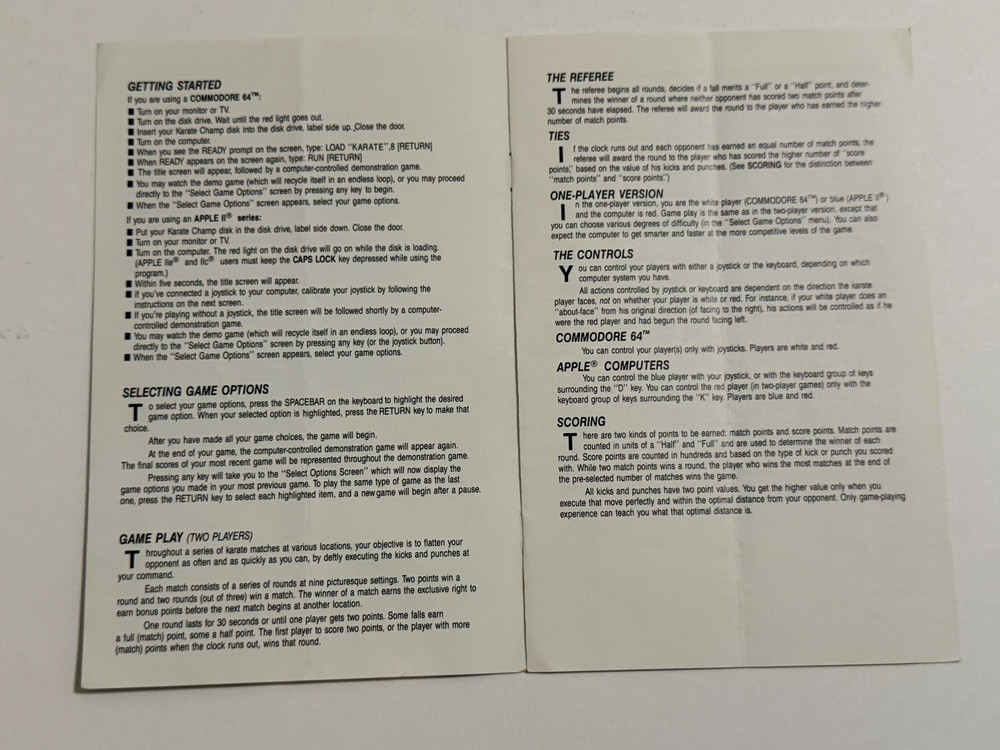 GETTING STARTED
If you are using a COMMODORE 64™:
■ Turn on your monitor or TV.
■ Turn on the disk drive. Wait until the red light goes out.
■ Insert your Karate Champ disk into the disk drive, label side up. Close the door.
■ Turn on the computer.
■ When you see the READY prompt on the screen, type: LOAD "KARATE",8 [RETURN]
■ When READY appears on the screen again, type: RUN [RETURN]
■ The title screen will appear, followed by a computer-controlled demonstration game.
■ You may watch the demo game (which will recycle itself in an endless loop), or you may proceed
directly to the "Select Game Options" screen by pressing any key to begin.
■ When the "Select Game Options" screen appears, select your game options.
If you are using an APPLE II® series:
■ Put your Karate Champ disk in the disk drive, label side down. Close the door.
■ Turn on your monitor or TV.
■ Turn on the computer. The red light on the disk drive will go on while the disk is loading.
(APPLE IIe® and IIc® users must keep the CAPS LOCK key depressed while using the
program.)
■ Within five seconds, the title screen will appear.
■ If you've connected a joystick to your computer, calibrate your joystick by following the
instructions on the next screen.
■ If you're playing without a joystick, the title screen will be followed shortly by a computer-
controlled demonstration game.
■ You may watch the demo game (which will recycle itself in an endless loop), or you may proceed
directly to the "Select Game Options" screen by pressing any key (or the joystick button).
■ When the "Select Game Options" screen appears, select your game options.
SELECTING GAME OPTIONS
To select your game options, press the SPACEBAR on the keyboard to highlight the desired
game option. When your selected option is highlighted, press the RETURN key to make that
choice.
After you have made all your game choices, the game will begin.
At the end of your game, the computer-controlled demonstration game will appear again.
The final scores of your most recent game will be represented throughout the demonstration game.
Pressing any key will take you to the "Select Options Screen" which will now display the
game options you made in your most previous game. To play the same type of game as the last
one, press the RETURN key to select each highlighted item, and a new game will begin after a pause.
GAME PLAY (TWO PLAYERS)
Throughout a series of karate matches at various locations, your objective is to flatten your
opponent as often and as quickly as you can, by deftly executing the kicks and punches at
your command.
Each match consists of a series of rounds at nine picturesque settings. Two points win a
round and two rounds (out of three) win a match. The winner of a match earns the exclusive right to
earn bonus points before the next match begins at another location.
One round lasts for 30 seconds or until one player gets two points. Some falls earn
a full (match) point, some a half point. The first player to score two points, or the player with more
(match) points when the clock runs out, wins that round.
THE REFEREE
The referee begins all rounds, decides if a fall merits a "Full" or a "Half" point, and deter-
mines the winner of a round where neither opponent has scored two match points after
30 seconds have elapsed. The referee will award the round to the player who has earned the higher
number of match points.
TIES
If the clock runs out and each opponent has earned an equal number of match points, the
referee will award the round to the player who has scored the higher number of "score
points," based on the value of his kicks and punches. (See SCORING for the distinction between
"match points" and "score points.")
ONE-PLAYER VERSION
In the one-player version, you are the white player (COMMODORE 64™) or blue (APPLE II®)
and the computer is red. Game play is the same as in the two-player version, except that
you can choose various degrees of difficulty (in the "Select Game Options" menu). You can also
expect the computer to get smarter and faster at the more competitive levels of the game.
THE CONTROLS
You can control your players with either a joystick or the keyboard, depending on which
computer system you have.
All actions controlled by joystick or keyboard are dependent on the direction the karate
player faces, not on whether your player is white or red. For instance, if your white player does an
"about-face" from his original direction (of facing to the right), his actions will be controlled as if he
were the red player and had begun the round facing left.
COMMODORE 64™
You can control your player(s) only with joysticks. Players are white and red.
APPLE® COMPUTERS
You can control the blue player with your joystick, or with the keyboard group of keys
surrounding the "D" key. You can control the red player (in two-player games) only with the
keyboard group of keys surrounding the "K" key. Players are blue and red.
SCORING
There are two kinds of points to be earned: match points and score points. Match points are
counted in units of a "Half" and "Full" and are used to determine the winner of each
round. Score points are counted in hundreds and based on the type of kick or punch you scored
with. While two match points wins a round, the player who wins the most matches at the end of
the pre-selected number of matches wins the game.
All kicks and punches have two point values. You get the higher value only when you
execute that move perfectly and within the optimal distance from your opponent. Only game-playing
experience can teach you what that optimal distance is.